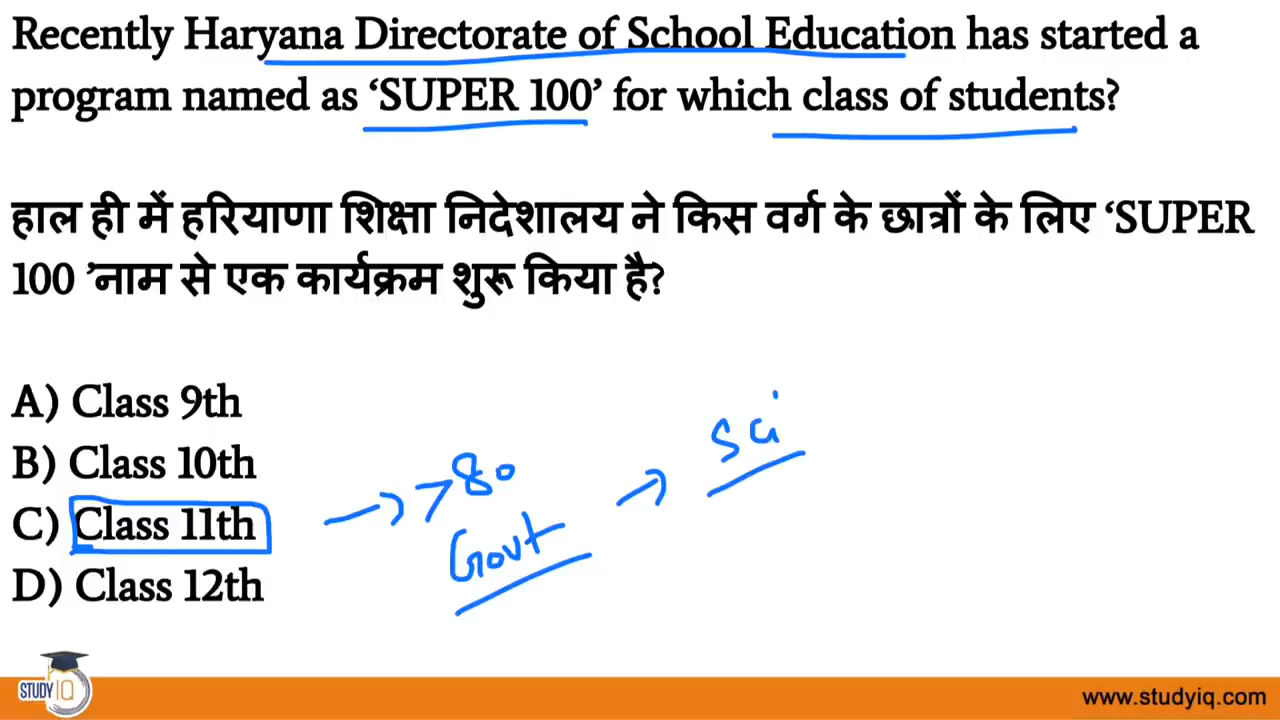 Recently Haryana Directorate of School Education has started a
program named as ‘SUPER 100’ for which class of students?
हाल ही में हरियाणा शिक्षा निदेशालय ने किस वर्ग के छात्रों के लिए ‘SUPER
100 ’नाम से एक कार्यक्रम शुरू किया है?
A) Class 9th
B) Class 10th
C) Class 11th
D) Class 12th
> 80
Govt
Sci
STUDY IQ
www.studyiq.com